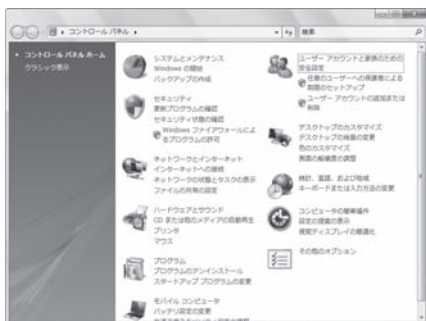 コントロール パネル
検索
コントロール パネル ホーム
クラシック表示
システムとメンテナンス
Windows の開始
バックアップの作成
セキュリティ
更新プログラムの確認
セキュリティ状態の確認
Windows ファイアウォールによ
るプログラムの許可
ネットワークとインターネット
インターネットへの接続
ネットワークの状態とタスクの表示
ファイルの共有の設定
ハードウェアとサウンド
CD または他のメディアの自動再生
プリンタ
マウス
プログラム
プログラムのアンインストール
スタートアップ プログラムの変更
モバイル コンピュータ
バッテリ設定の変更
ユーザー アカウントと家族のための
安全設定
任意のユーザーへの保護者による
制限のセットアップ
ユーザー アカウントの追加または
削除
デスクトップのカスタマイズ
デスクトップの背景の変更
色のカスタマイズ
画面の解像度の調整
時計、言語、および地域
キーボードまたは入力方法の変更
コンピュータの簡単操作
設定の提案の表示
視覚ディスプレイの最適化
その他のオプション